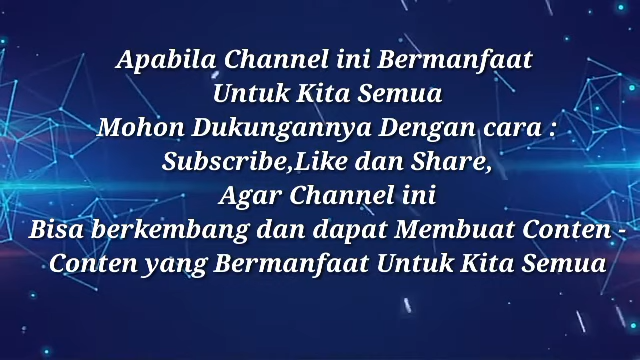 Apabila Channel ini Bermanfaat
Untuk Kita Semua
Mohon Dukungannya Dengan cara :
Subscribe,Like dan Share,
Agar Channel ini
Bisa berkembang dan dapat Membuat Conten -
Conten yang Bermanfaat Untuk Kita Semua